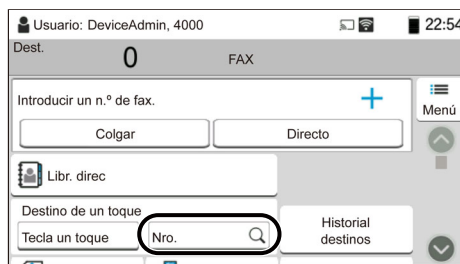 Usuario: DeviceAdmin, 4000
22:54
Dest.
0
FAX
Introducir un n.º de fax.
Menú
Colgar
Directo
Libr. direc
Destino de un toque
Tecla un toque
Nro.
Historial
destinos